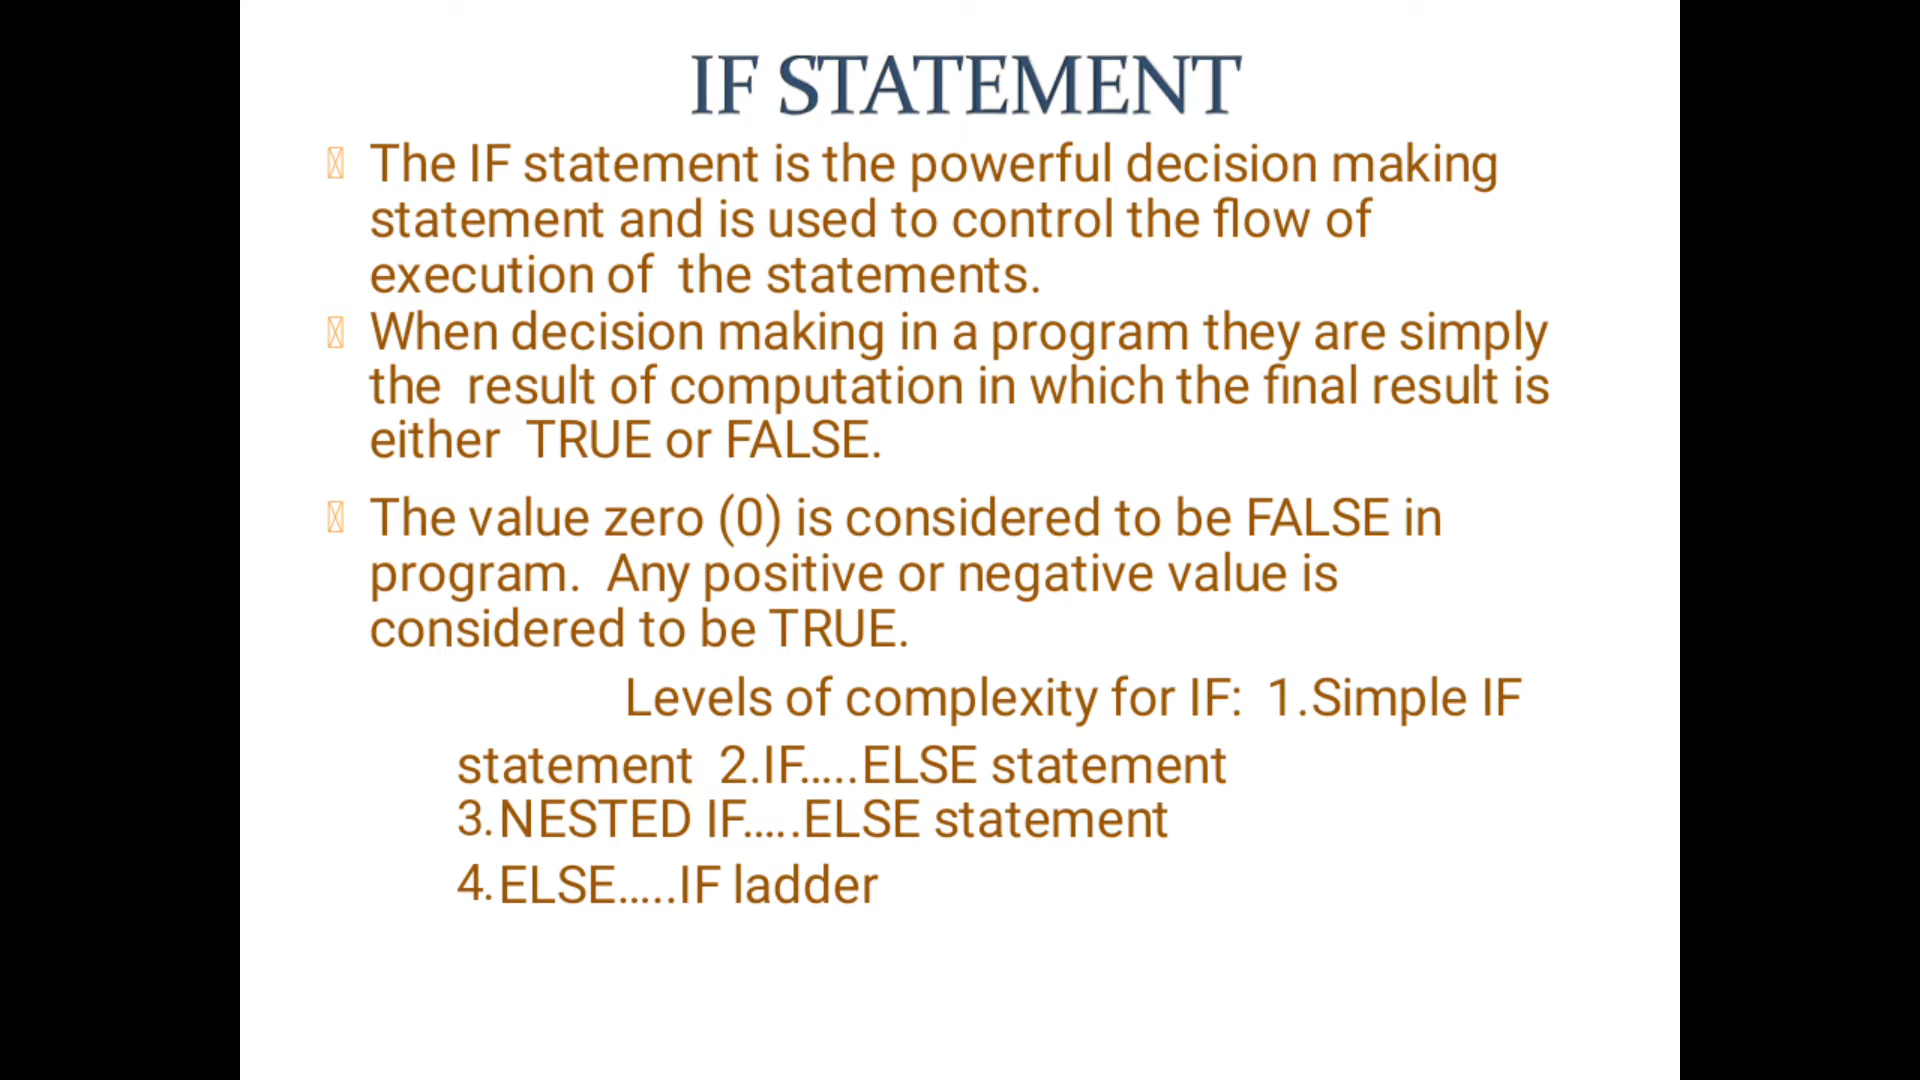 IF STATEMENT
The IF statement is the powerful decision making
statement and is used to control the flow of
execution of the statements.
When decision making in a program they are simply
the result of computation in which the final result is
either TRUE or FALSE.
The value zero (0) is considered to be FALSE in
program. Any positive or negative value is
considered to be TRUE.
Levels of complexity for IF: 1.Simple IF
statement 2.IF.....ELSE statement
3.NESTED IF.....ELSE statement
4.ELSE.....IF ladder